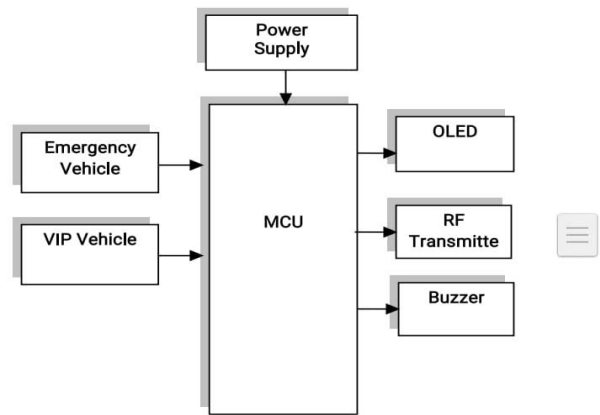 Power
Supply
Emergency
Vehicle
VIP Vehicle
MCU
OLED
RF
Transmitte
Buzzer